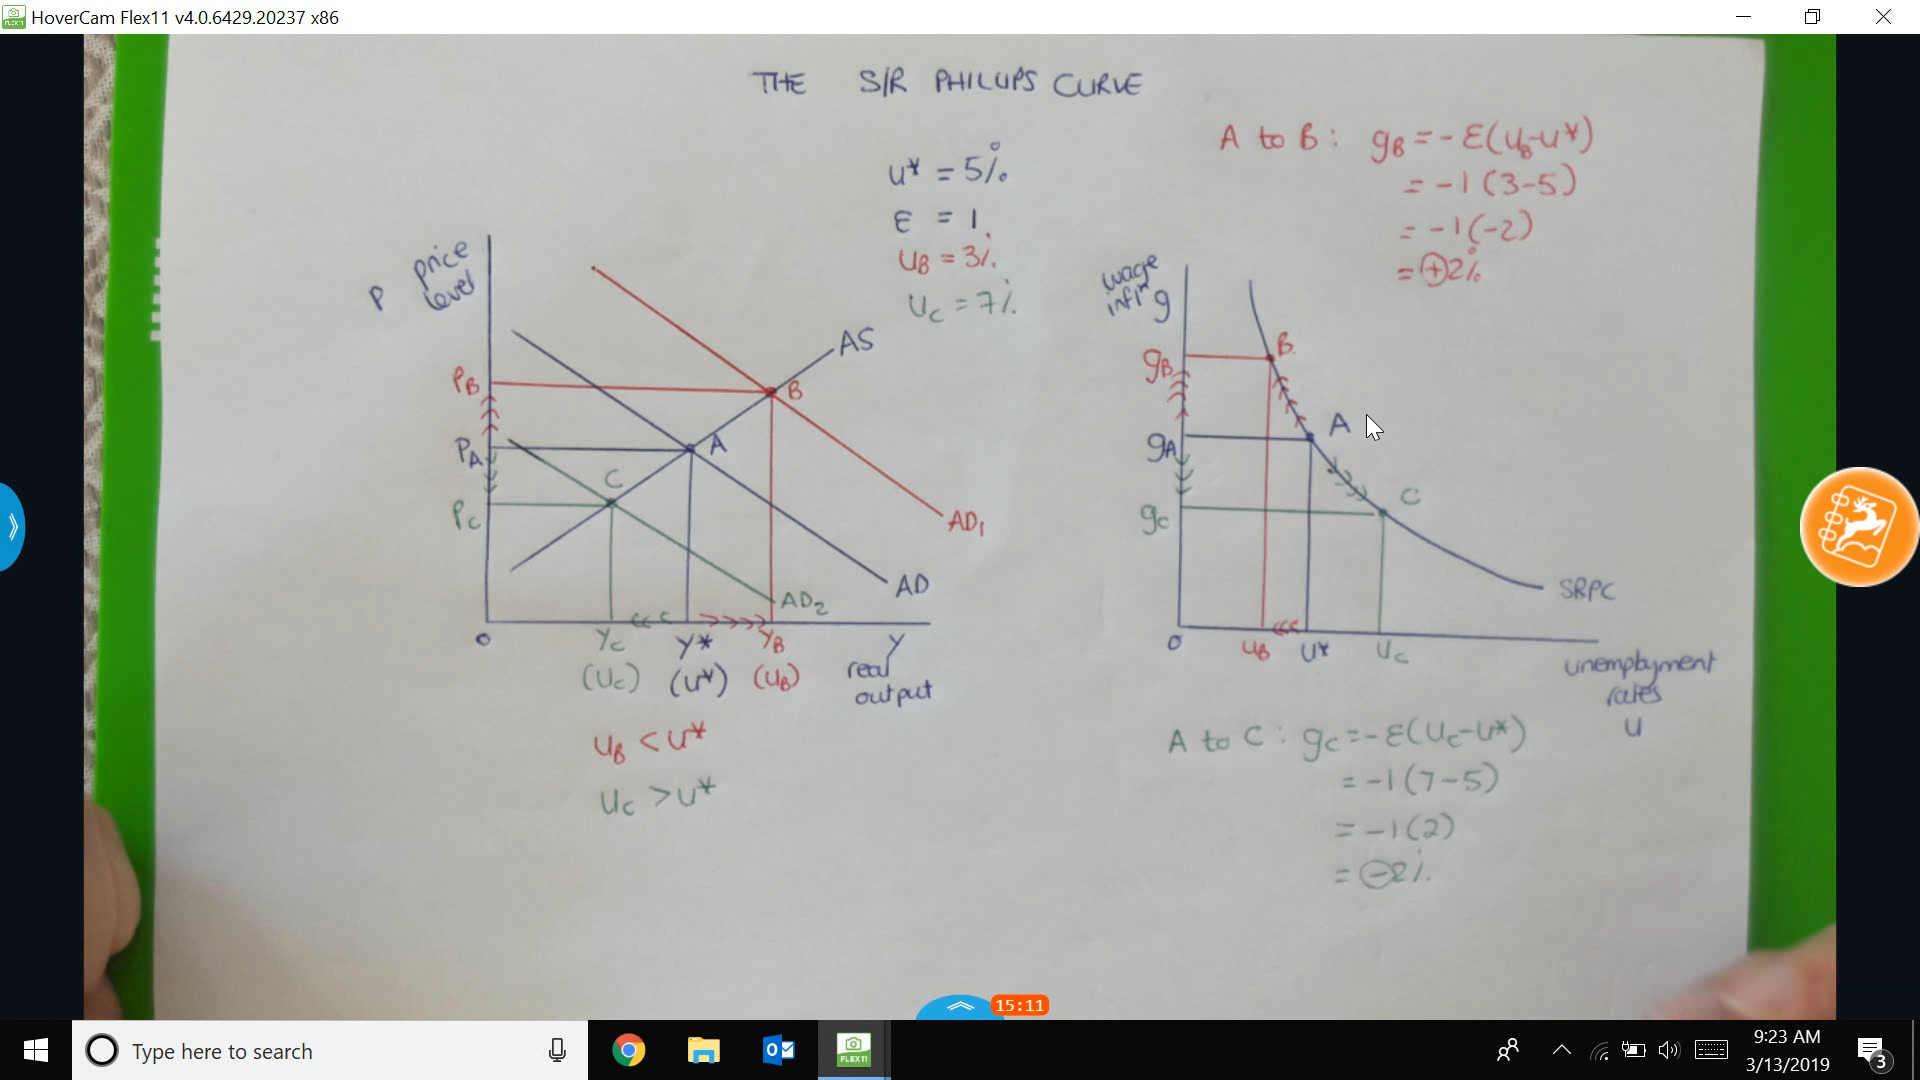 HoverCam Flex11 v4.0.6429.20237 x86
THE S/R PHILLIPS CURVE
u* = 5%
ε = 1
uB = 3%
uC = 7%
A to B: gB = -ε(uB-u*)
= -1(3-5)
= -1(-2)
= +2%
P price level
AS
PB
B
PA
A
C
PC
AD1
AD
AD2
0
YC
Y*
YB
Y
(uC)
(u*)
(uB)
real output
uB < u*
uC > u*
wage infln g
gB
B
gA
A
gC
C
SRPC
0
uB
u*
uC
unemployment rates u
A to C: gC = -ε(uC-u*)
= -1(7-5)
= -1(2)
= -2%
15:11
Type here to search
FLEX11
9:23 AM
3/13/2019
3